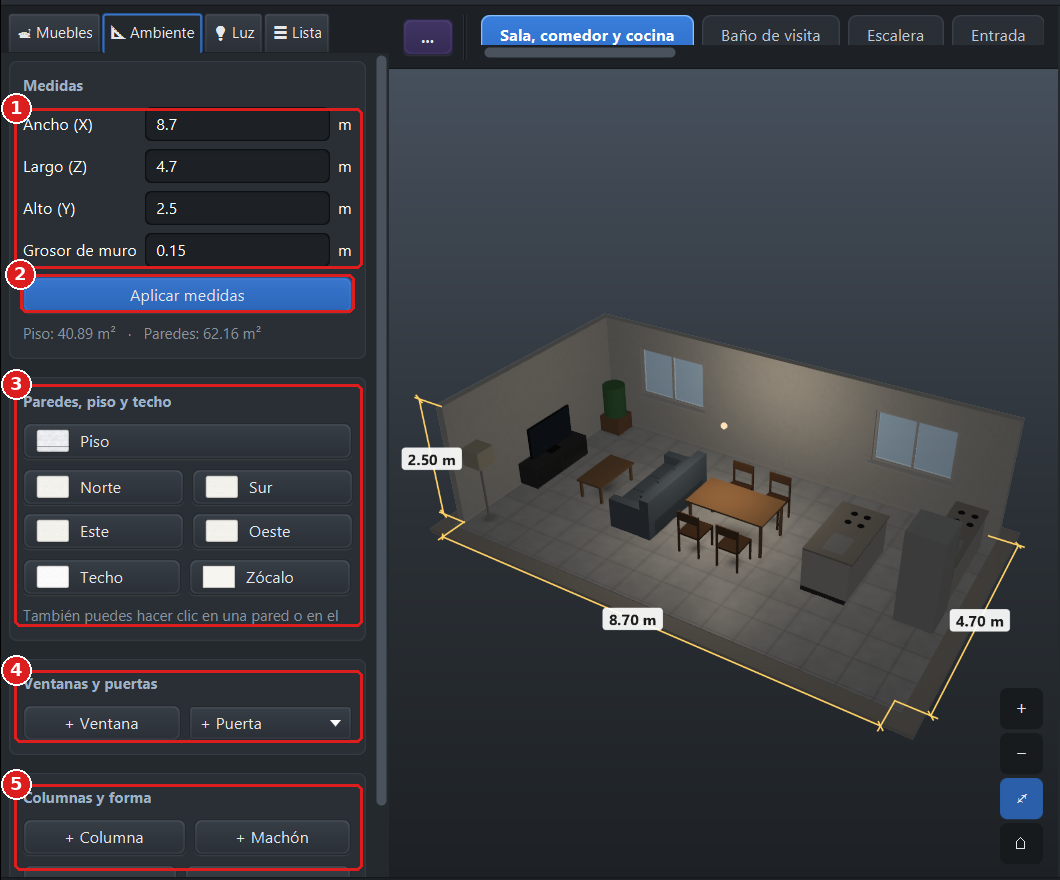 Muebles Ambiente Luz Lista
... Sala, comedor y cocina Baño de visita Escalera Entrada
Medidas
1
Ancho (X) 8.7 m
Largo (Z) 4.7 m
Alto (Y) 2.5 m
Grosor de muro 0.15 m
2
Aplicar medidas
Piso: 40.89 m² · Paredes: 62.16 m²
3
Paredes, piso y techo
Piso
Norte Sur
Este Oeste
Techo Zócalo
También puedes hacer clic en una pared o en el
4
Ventanas y puertas
+ Ventana + Puerta
5
Columnas y forma
+ Columna + Machón
2.50 m
8.70 m
4.70 m
+
−